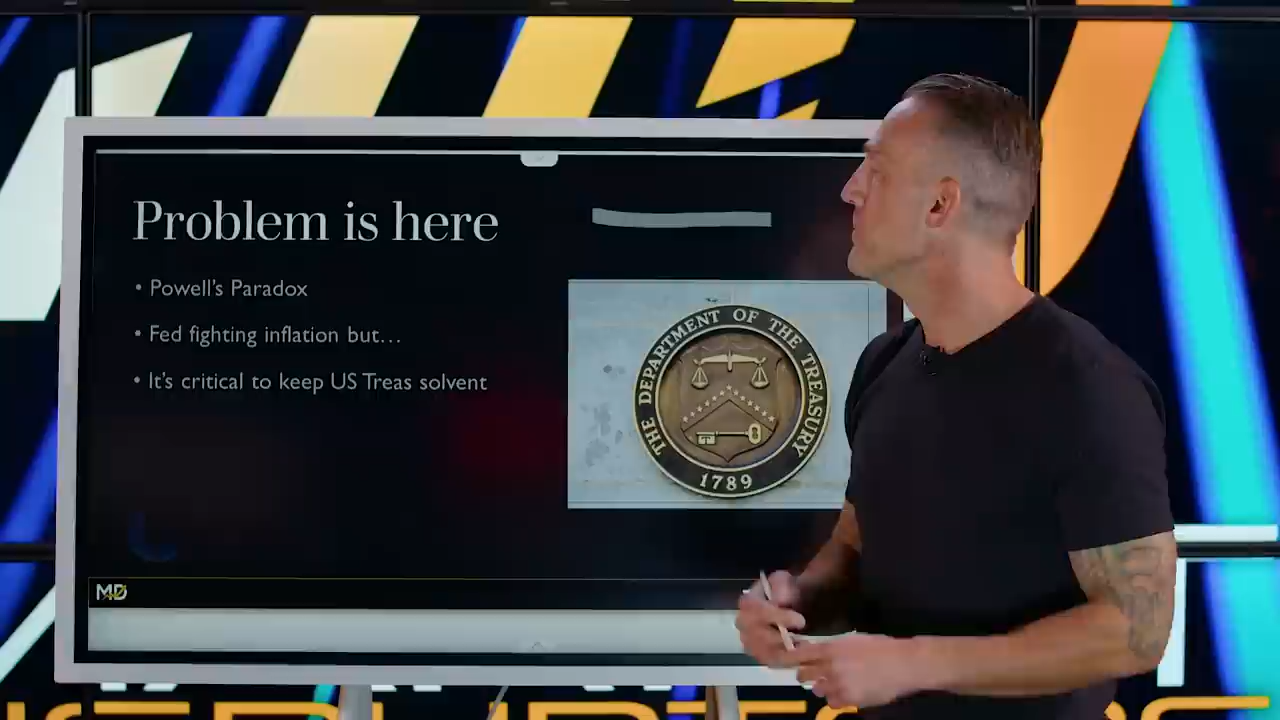 Problem is here
• Powell's Paradox
• Fed fighting inflation but...
• It's critical to keep US Treas solvent
THE DEPARTMENT OF THE TREASURY
1789
MD